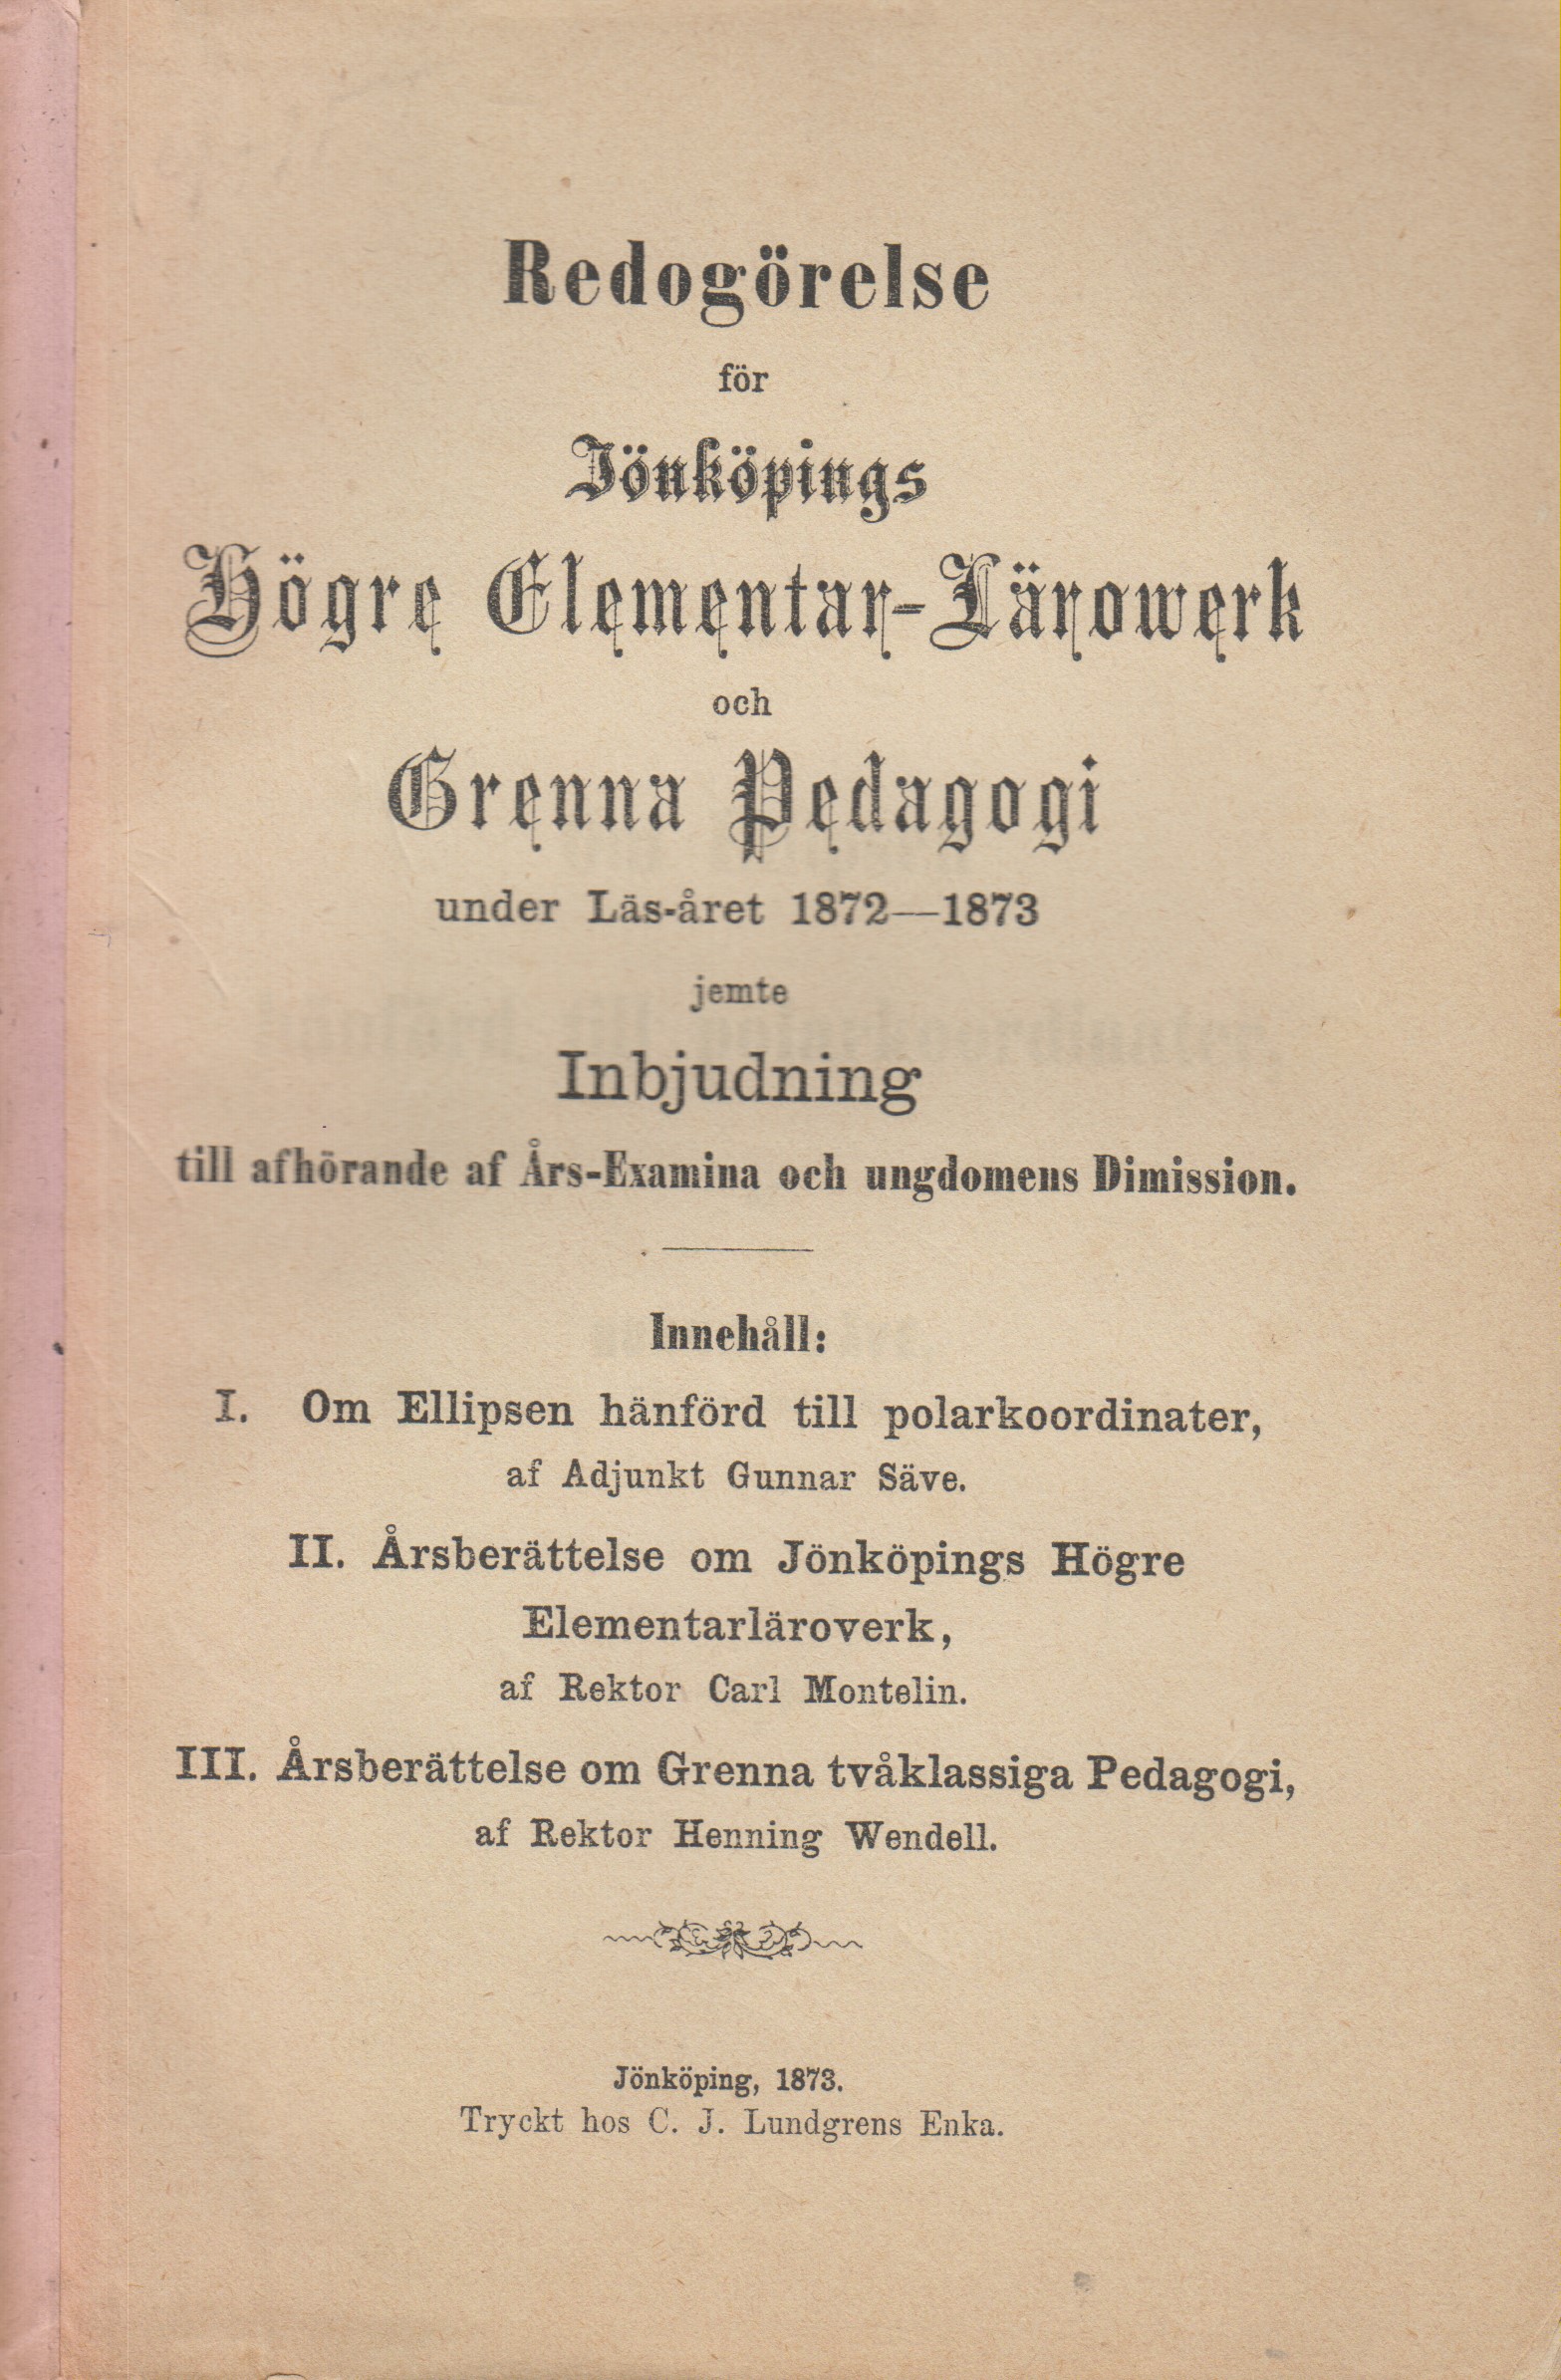 Redogörelse
för
Jönköpings
Högre Elementar-Lärowerk
och
Grenna Pedagogi
under Läs-året 1872—1873
jemte
Inbjudning
till afhörande af Års-Examina och ungdomens Dimission.
Innehåll:
I. Om Ellipsen hänförd till polarkoordinater,
af Adjunkt Gunnar Säve.
II. Årsberättelse om Jönköpings Högre
Elementarläroverk,
af Rektor Carl Montelin.
III. Årsberättelse om Grenna tvåklassiga Pedagogi,
af Rektor Henning Wendell.
Jönköping, 1873.
Tryckt hos C. J. Lundgrens Enka.